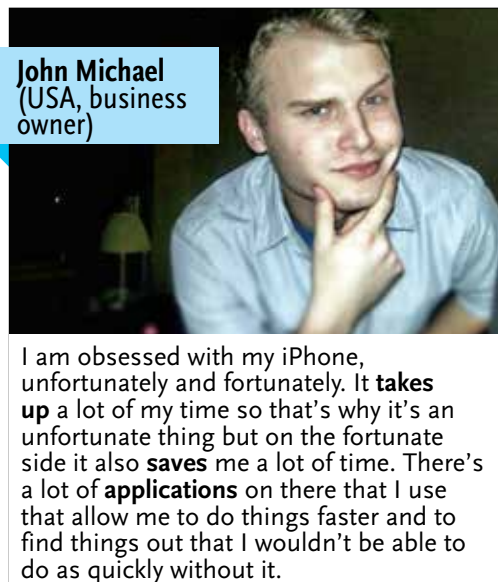 John Michael
(USA, business
owner)
I am obsessed with my iPhone,
unfortunately and fortunately. It takes
up a lot of my time so that's why it's an
unfortunate thing but on the fortunate
side it also saves me a lot of time. There's
a lot of applications on there that I use
that allow me to do things faster and to
find things out that I wouldn't be able to
do as quickly without it.